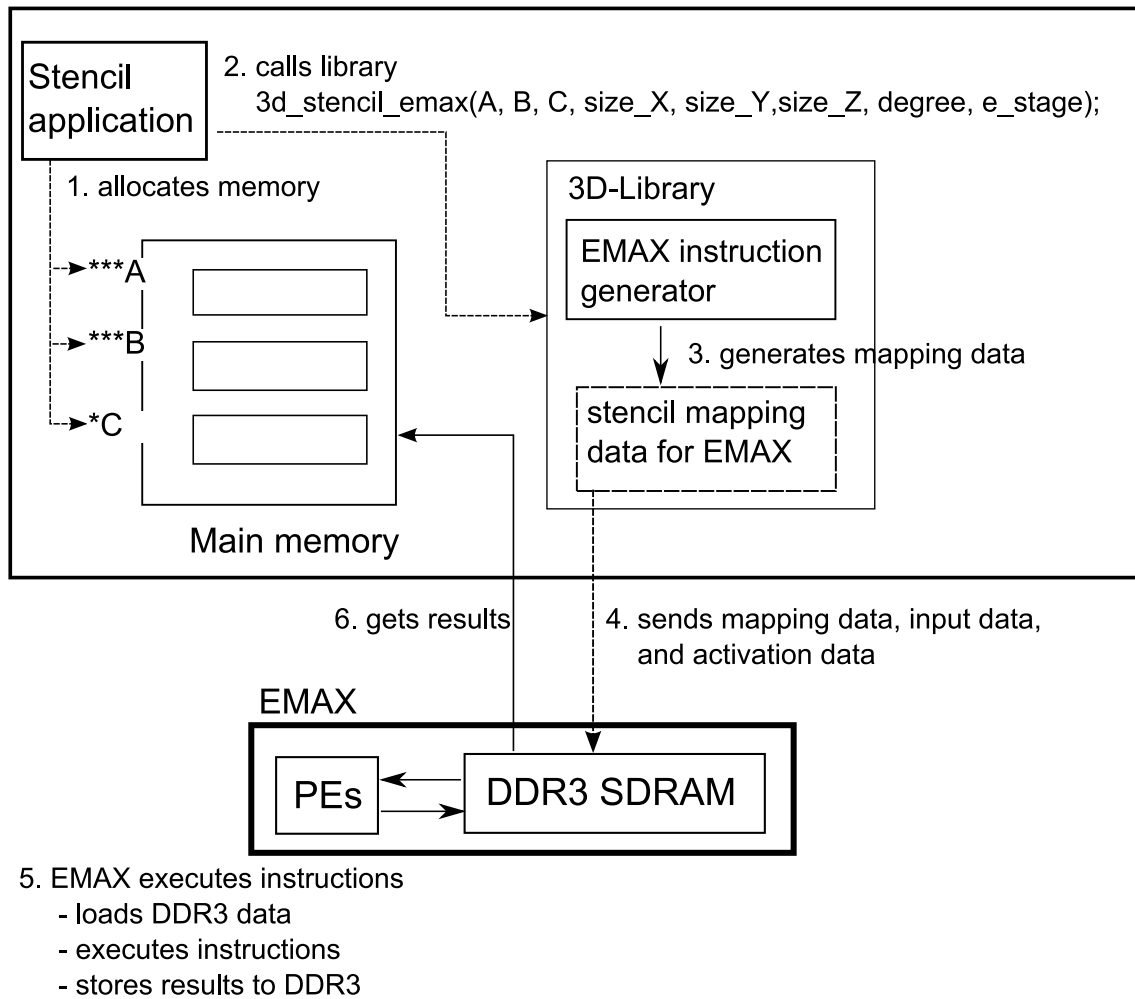 Stencil
application
2. calls library
3d_stencil_emax(A, B, C, size_X, size_Y,size_Z, degree, e_stage);
1. allocates memory
***A
***B
*C
Main memory
3D-Library
EMAX instruction
generator
3. generates mapping data
stencil mapping
data for EMAX
6. gets results
4. sends mapping data, input data,
and activation data
EMAX
PEs
DDR3 SDRAM
5. EMAX executes instructions
- loads DDR3 data
- executes instructions
- stores results to DDR3